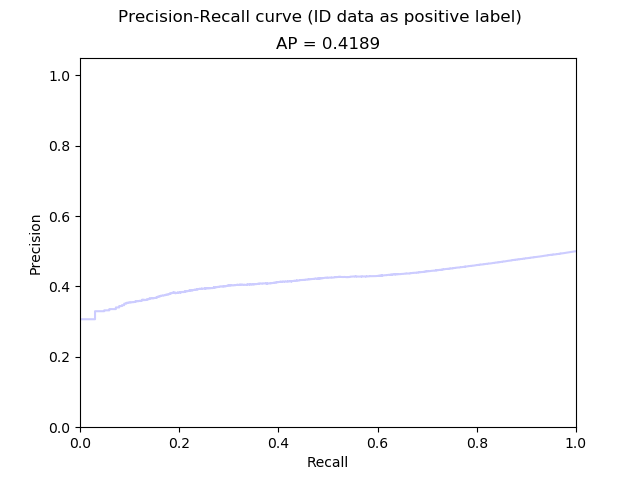 Precision-Recall curve (ID data as positive label)
AP = 0.4189
1.0
0.8
0.6
0.4
0.2
0.0
Precision
0.0 0.2 0.4 0.6 0.8 1.0
Recall